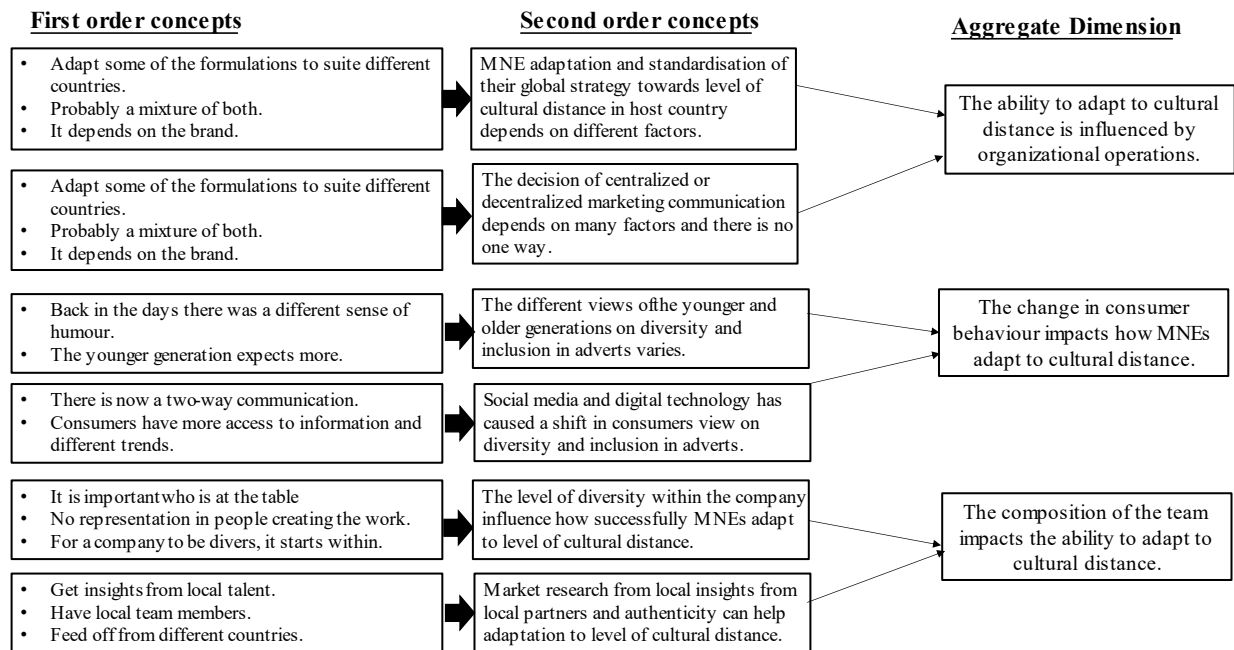 First order concepts
Second order concepts
Aggregate Dimension
• Adapt some of the formulations to suite different
countries.
• Probably a mixture of both.
• It depends on the brand.
MNE adaptation and standardisation of
their global strategy towards level of
cultural distance in host country
depends on different factors.
The ability to adapt to cultural
distance is influenced by
organizational operations.
• Adapt some of the formulations to suite different
countries.
• Probably a mixture of both.
• It depends on the brand.
The decision of centralized or
decentralized marketing communication
depends on many factors and there is no
one way.
• Back in the days there was a different sense of
humour.
• The younger generation expects more.
The different views ofthe younger and
older generations on diversity and
inclusion in adverts varies.
The change in consumer
behaviour impacts how MNEs
adapt to cultural distance.
• There is now a two-way communication.
• Consumers have more access to information and
different trends.
Social media and digital technology has
caused a shift in consumers view on
diversity and inclusion in adverts.
• It is important who is at the table
• No representation in people creating the work.
• For a company to be divers, it starts within.
The level of diversity within the company
influence how successfully MNEs adapt
to level of cultural distance.
The composition of the team
impacts the ability to adapt to
cultural distance.
• Get insights from local talent.
• Have local team members.
• Feed off from different countries.
Market research from local insights from
local partners and authenticity can help
adaptation to level of cultural distance.